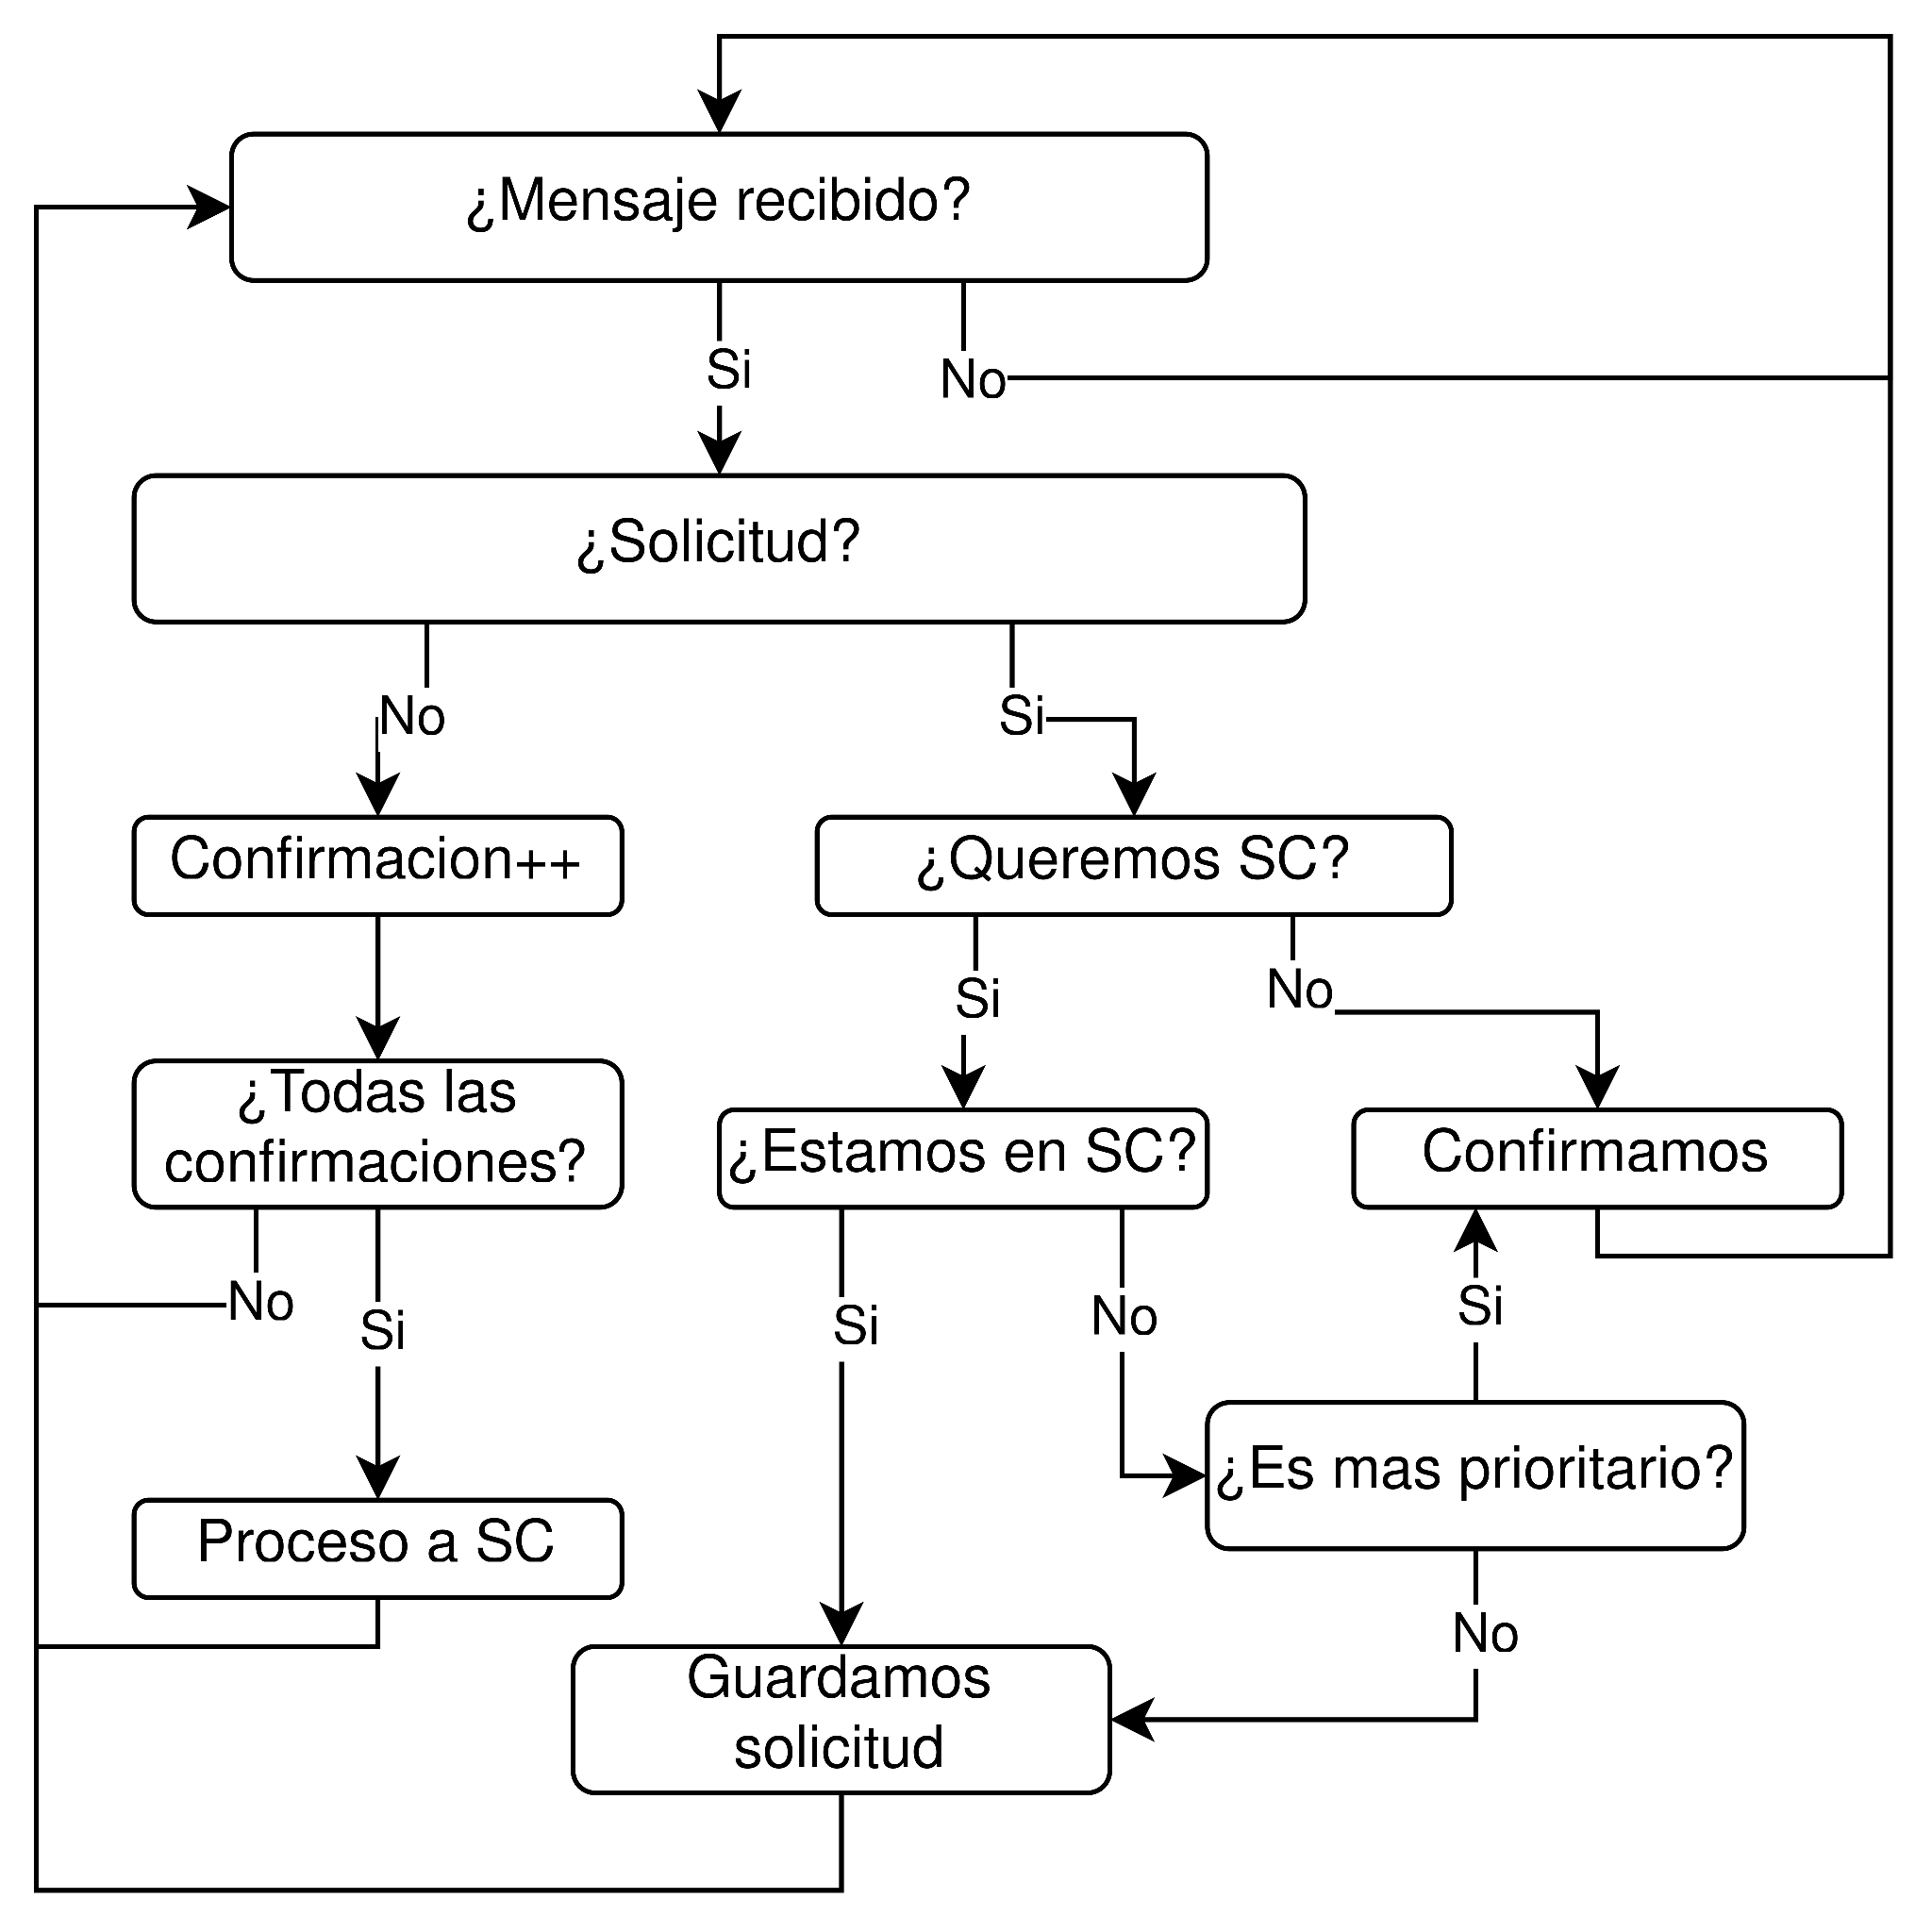 ¿Mensaje recibido?
Si
No
¿Solicitud?
No
Si
Confirmacion++
¿Queremos SC?
Si
No
¿Todas las
confirmaciones?
¿Estamos en SC?
Confirmamos
No
Si
Si
No
Si
¿Es mas prioritario?
Proceso a SC
No
Guardamos
solicitud